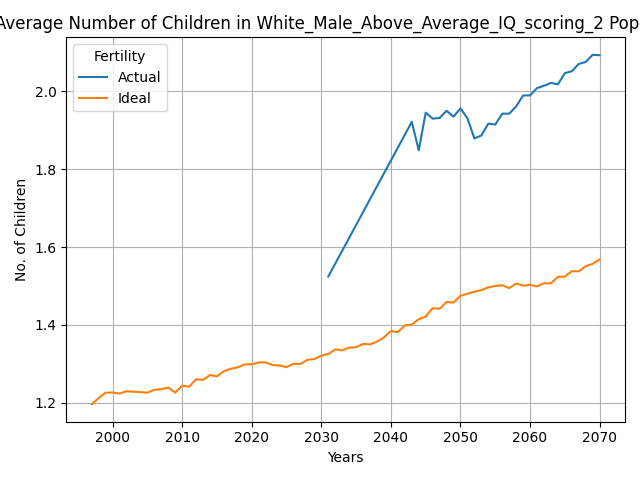 Average Number of Children in White_Male_Above_Average_IQ_scoring_2 Pop
Fertility
Actual
Ideal
2.0
1.8
1.6
1.4
1.2
No. of Children
2000 2010 2020 2030 2040 2050 2060 2070
Years